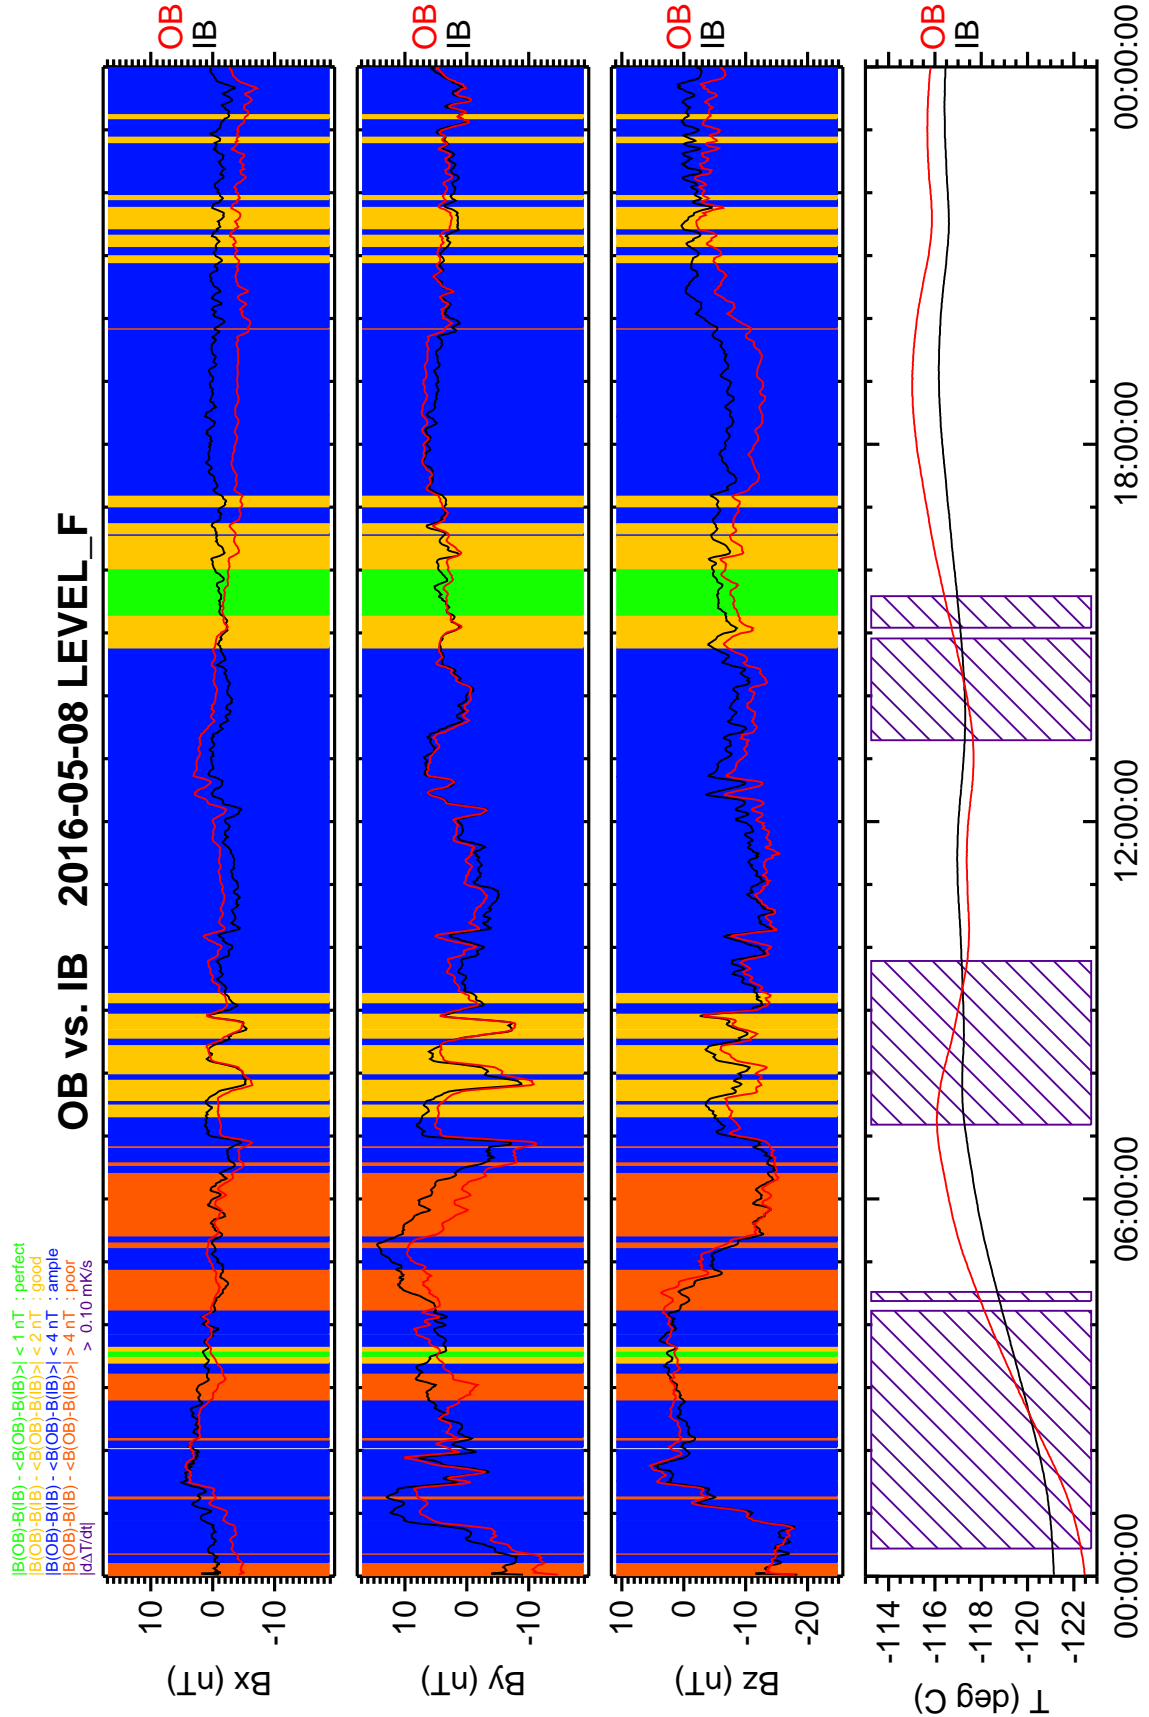 OB vs. IB 2016-05-08 LEVEL_F
|B(OB)-B(IB) - <B(OB)-B(IB)>| < 1 nT : perfect
|B(OB)-B(IB) - <B(OB)-B(IB)>| < 2 nT : good
|B(OB)-B(IB) - <B(OB)-B(IB)>| < 4 nT : ample
|B(OB)-B(IB) - <B(OB)-B(IB)>| > 4 nT : poor
|dΔT/dt| > 0.10 mK/s
Bx (nT)
10
0
-10
OB
IB
By (nT)
10
0
-10
OB
IB
Bz (nT)
10
0
-10
-20
OB
IB
T (deg C)
-114
-116
-118
-120
-122
OB
IB
00:00:00
06:00:00
12:00:00
18:00:00
00:00:00